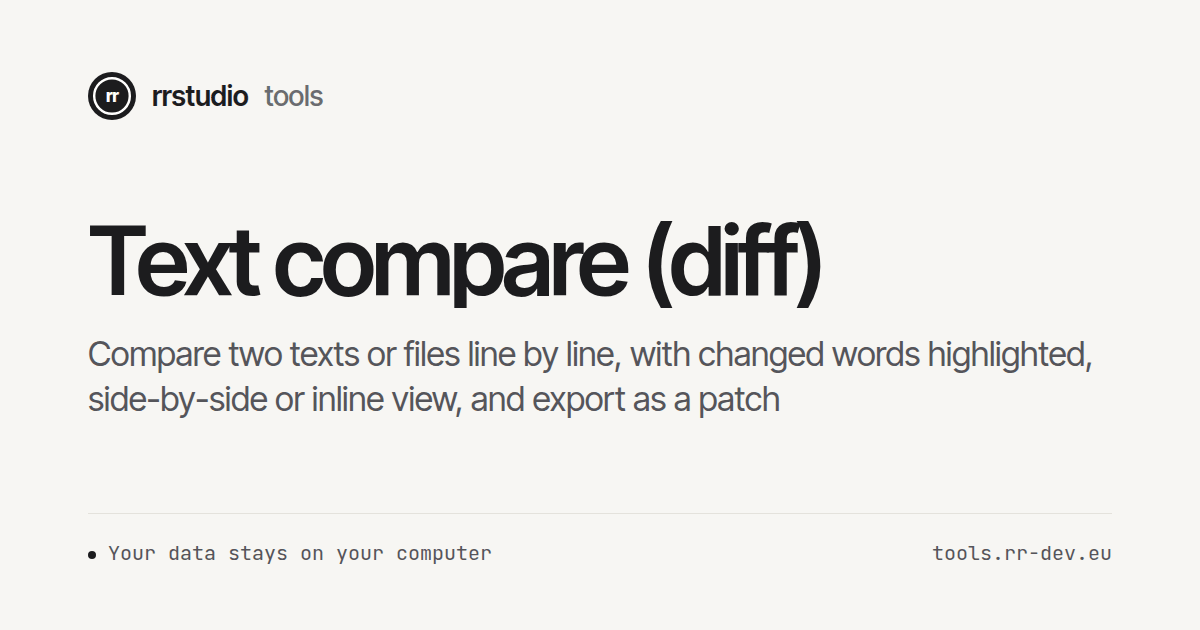 rr rrstudio tools
Text compare (diff)
Compare two texts or files line by line, with changed words highlighted,
side-by-side or inline view, and export as a patch
Your data stays on your computer
tools.rr-dev.eu